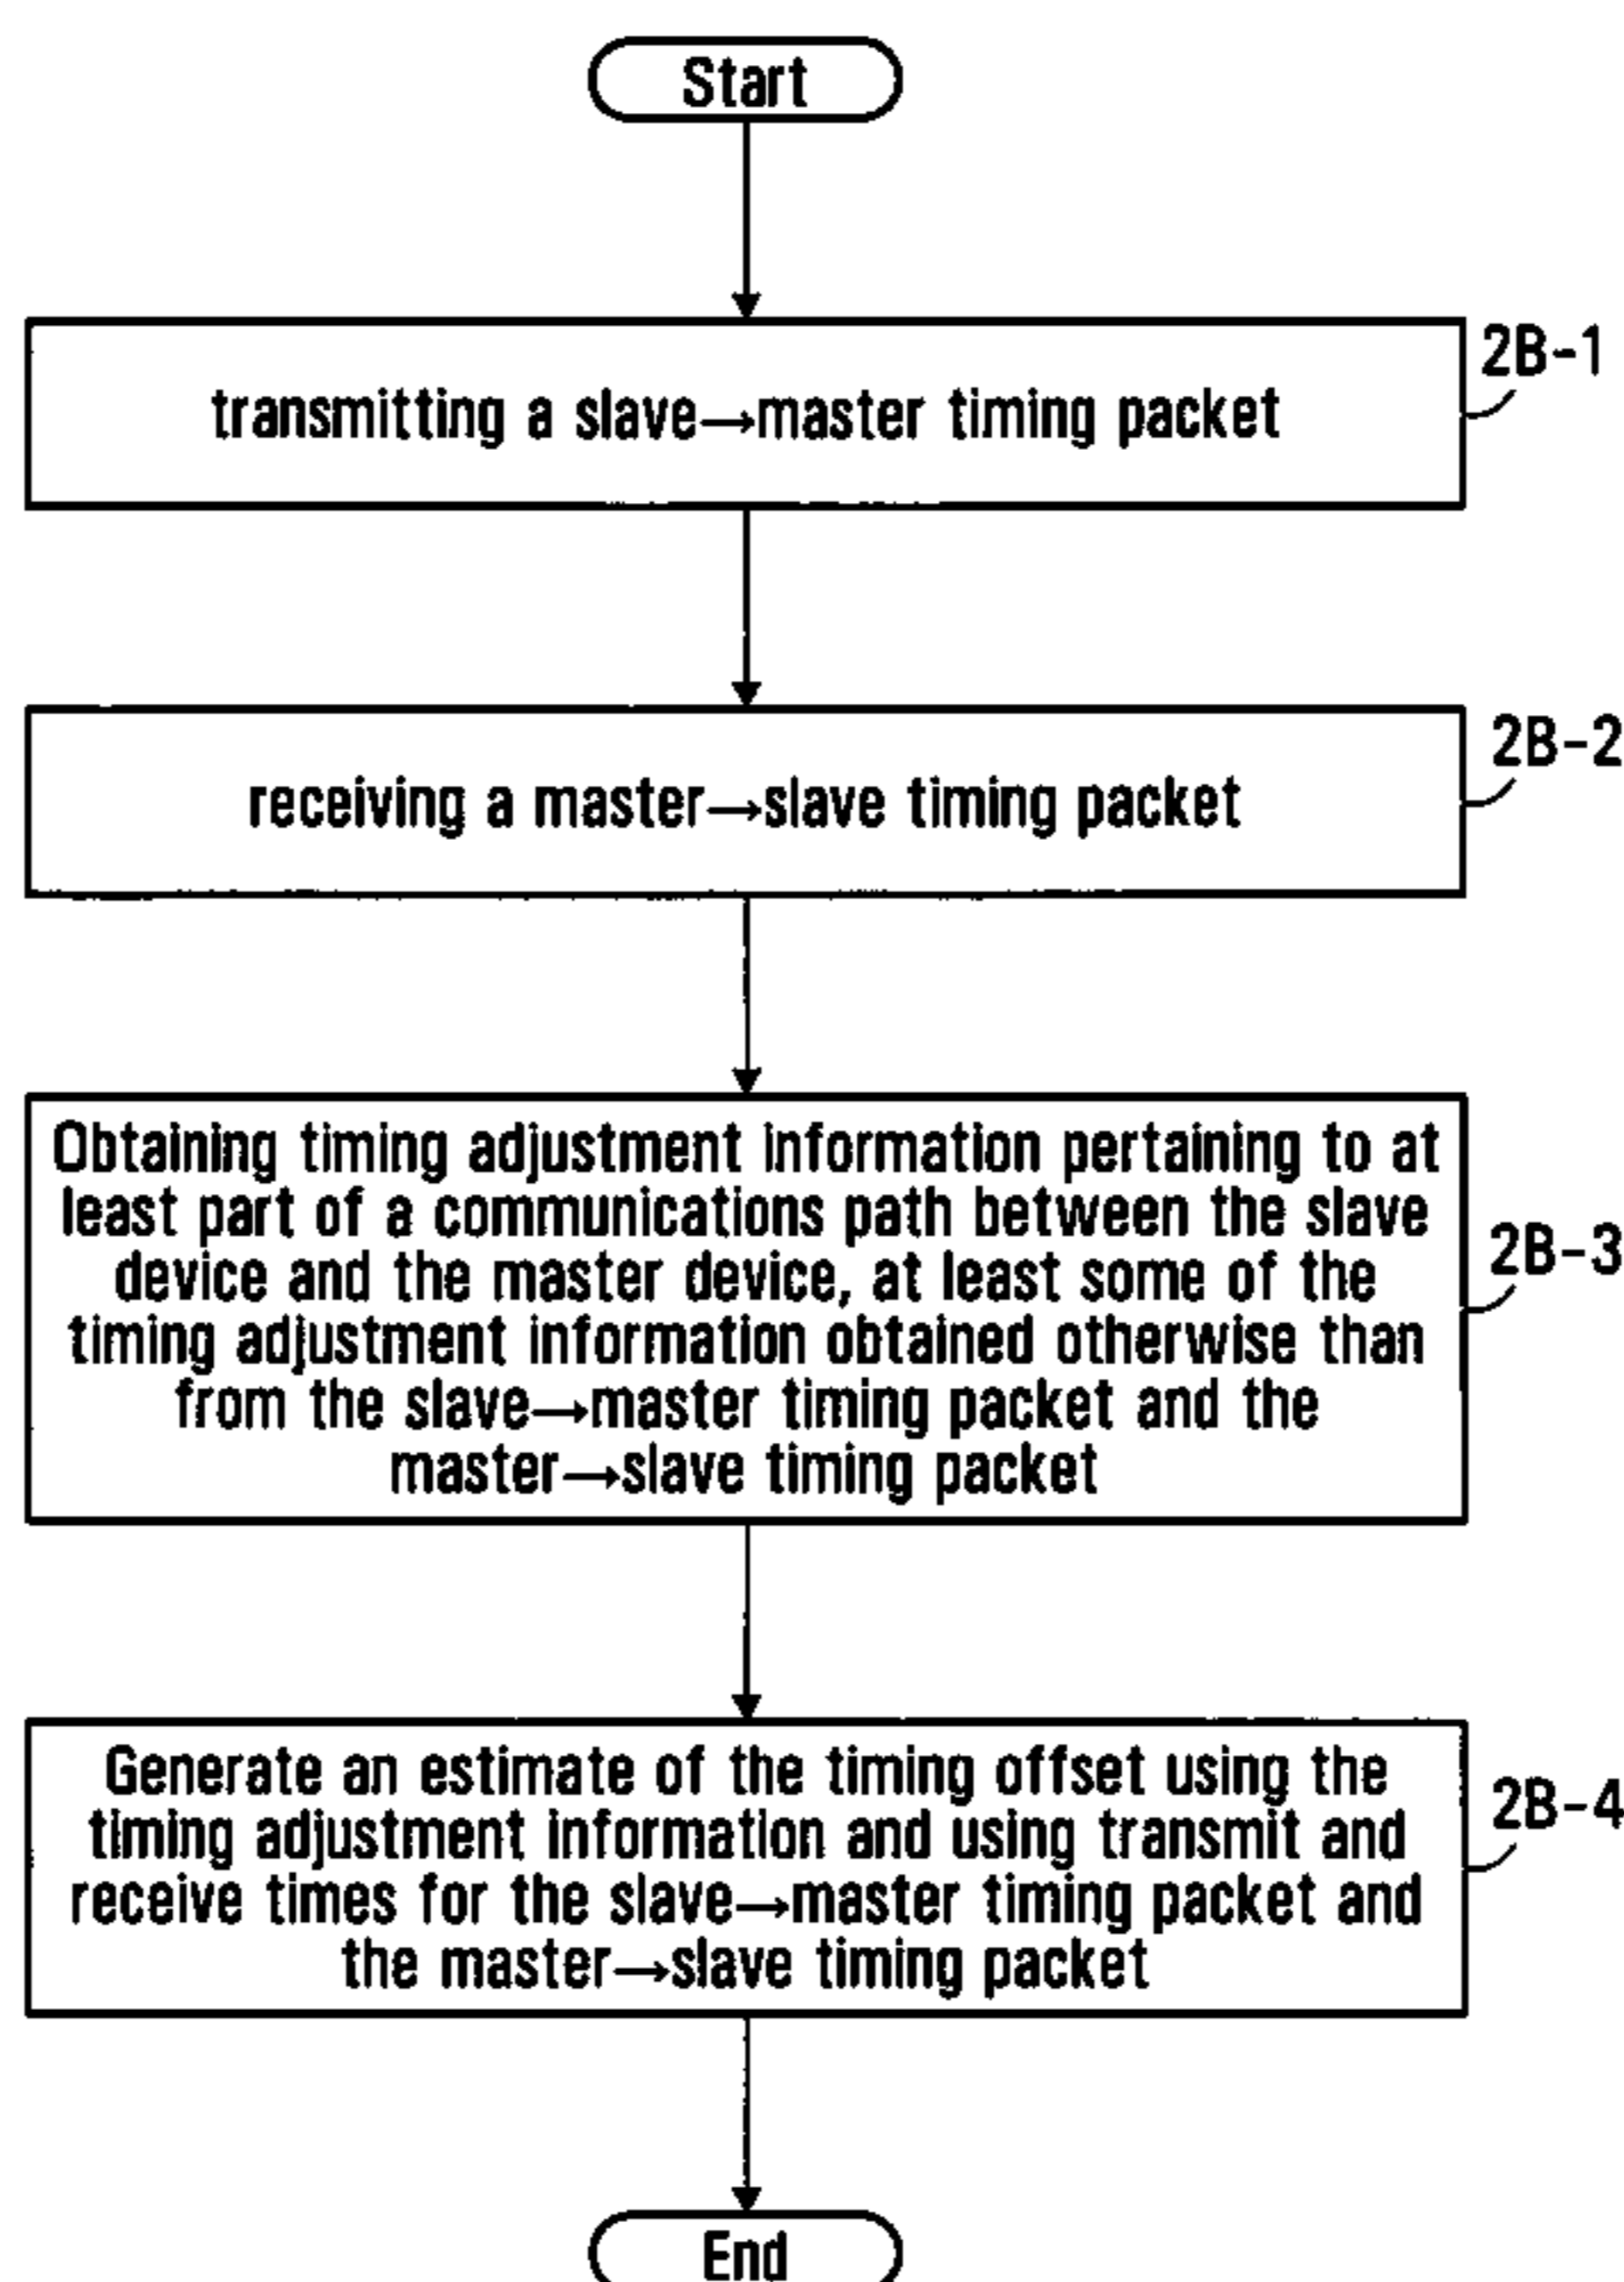 Start
2B-1
transmitting a slave→master timing packet
2B-2
receiving a master→slave timing packet
Obtaining timing adjustment information pertaining to at
least part of a communications path between the slave
device and the master device, at least some of the
timing adjustment information obtained otherwise than
from the slave→master timing packet and the
master→slave timing packet
2B-3
Generate an estimate of the timing offset using the
timing adjustment information and using transmit and
receive times for the slave→master timing packet and
the master→slave timing packet
2B-4
End